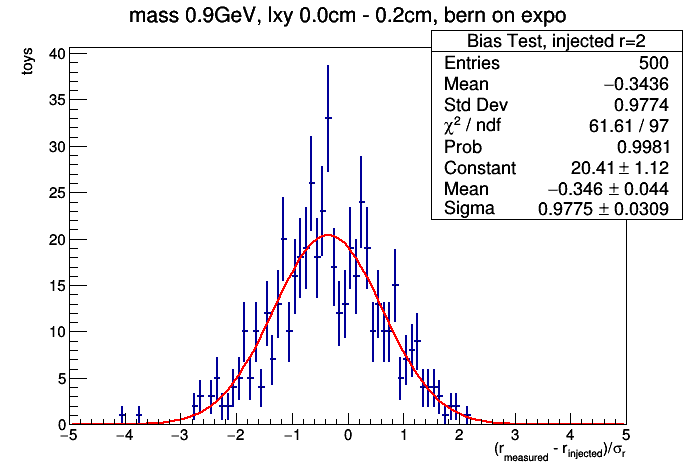 mass 0.9GeV, lxy 0.0cm - 0.2cm, bern on expo
Bias Test, injected r=2
Entries 500
Mean −0.3436
Std Dev 0.9774
χ² / ndf 61.61 / 97
Prob 0.9981
Constant 20.41 ± 1.12
Mean −0.346 ± 0.044
Sigma 0.9775 ± 0.0309
toys
40
35
30
25
20
15
10
5
0
−5 −4 −3 −2 −1 0 1 2 3 4 5
(r_measured - r_injected)/σ_r